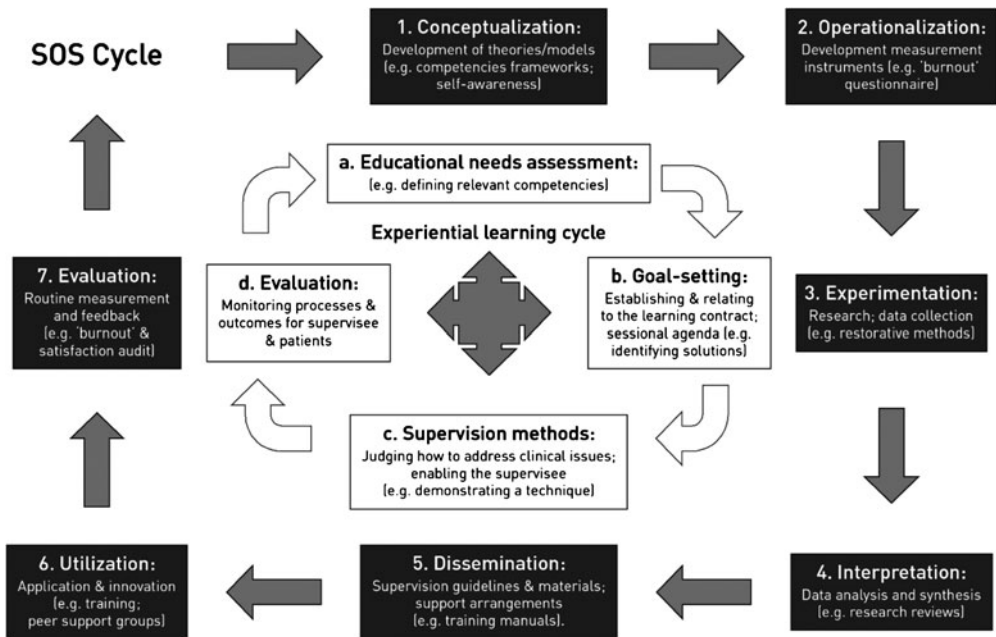 SOS Cycle
1. Conceptualization:
Development of theories/models
(e.g. competencies frameworks;
self-awareness)
2. Operationalization:
Development measurement
instruments (e.g. 'burnout'
questionnaire)
a. Educational needs assessment:
(e.g. defining relevant competencies)
Experiential learning cycle
7. Evaluation:
Routine measurement
and feedback
(e.g. 'burnout' &
satisfaction audit)
d. Evaluation:
Monitoring processes &
outcomes for supervisee
& patients
b. Goal-setting:
Establishing & relating
to the learning contract;
sessional agenda (e.g.
identifying solutions)
3. Experimentation:
Research; data collection
(e.g. restorative methods)
c. Supervision methods:
Judging how to address clinical issues;
enabling the supervisee
(e.g. demonstrating a technique)
6. Utilization:
Application & innovation
(e.g. training;
peer support groups)
5. Dissemination:
Supervision guidelines & materials;
support arrangements
(e.g. training manuals).
4. Interpretation:
Data analysis and synthesis
(e.g. research reviews)